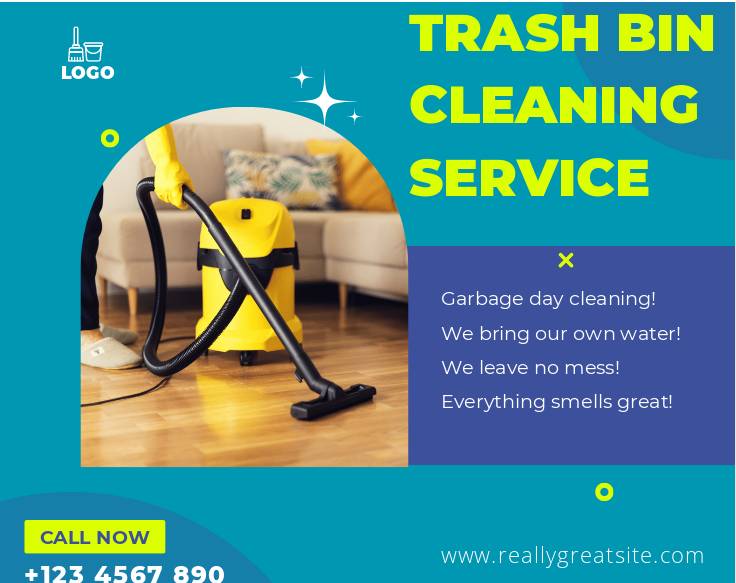 LOGO
TRASH BIN
CLEANING
SERVICE
Garbage day cleaning!
We bring our own water!
We leave no mess!
Everything smells great!
CALL NOW
+123 4567 890
www.reallygreatsite.com